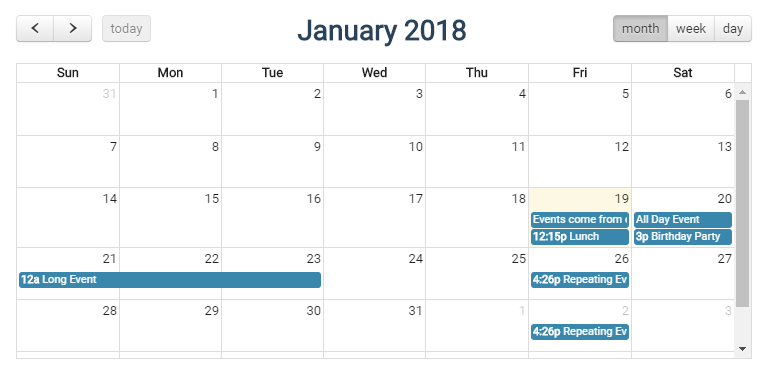 today
January 2018
month week day
Sun Mon Tue Wed Thu Fri Sat
31 1 2 3 4 5 6
7 8 9 10 11 12 13
14 15 16 17 18 19 20
Events come from All Day Event
12:15p Lunch 3p Birthday Party
21 22 23 24 25 26 27
12a Long Event 4:26p Repeating Ev
28 29 30 31 1 2 3
4:26p Repeating Ev